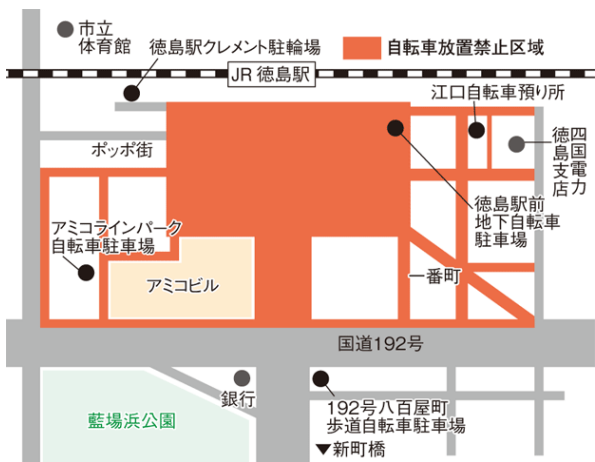 市立
体育館
徳島駅クレメント駐輪場
自転車放置禁止区域
JR 徳島駅
江口自転車預り所
ポッポ街
四国電力
徳島支店
徳島駅前
地下自転車
駐車場
アミコラインパーク
自転車駐車場
アミコビル
一番町
国道192号
銀行
192号八百屋町
歩道自転車駐車場
藍場浜公園
▼新町橋